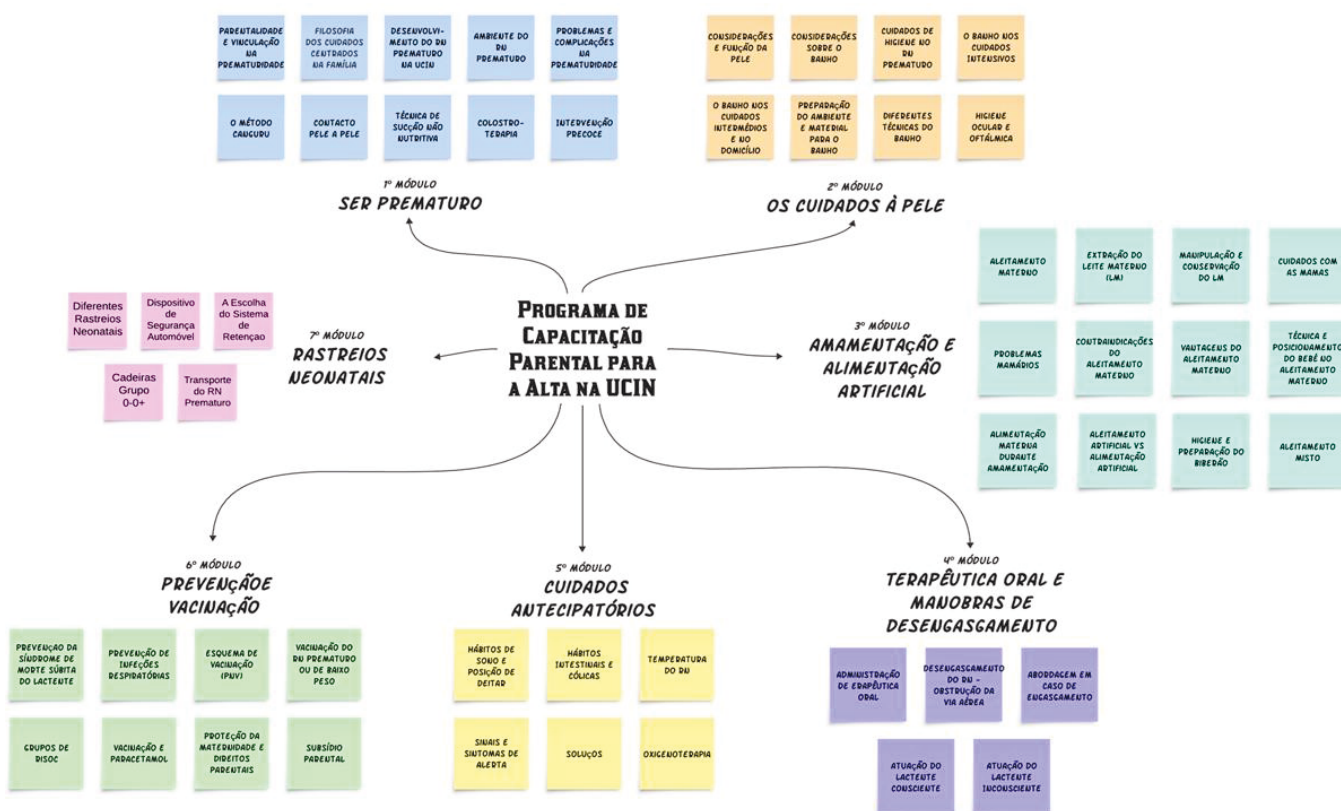 PARENTALIDADE
E VINCULAÇÃO
NA
PREMATURIDADE
FILOSOFIA
DOS CUIDADOS
CENTRADOS
NA FAMÍLIA
DESENVOLVI-
MENTO DO RN
PREMATURO
NA UCIN
AMBIENTE DO
RN
PREMATURO
PROBLEMAS E
COMPLICAÇÕES
NA
PREMATURIDADE
O MÉTODO
CANGURU
CONTACTO
PELE A PELE
TÉCNICA DE
SUCÇÃO NÃO
NUTRITIVA
COLOSTRO-
TERAPIA
INTERVENÇÃO
PRECOCE
1º MÓDULO
SER PREMATURO
CONSIDERAÇÕES
E FUNÇÃO DA
PELE
CONSIDERAÇÕES
SOBRE O
BANHO
CUIDADOS DE
HIGIENE NO RN
PREMATURO
O BANHO NOS
CUIDADOS
INTENSIVOS
O BANHO NOS
CUIDADOS
INTERMÉDIOS
E NO
DOMICÍLIO
PREPARAÇÃO
DO AMBIENTE
E MATERIAL
PARA O
BANHO
DIFERENTES
TÉCNICAS DO
BANHO
HIGIENE
OCULAR E
OFTÁLMICA
2º MÓDULO
OS CUIDADOS À PELE
ALEITAMENTO
MATERNO
EXTRAÇÃO DO
LEITE MATERNO
(LM)
MANIPULAÇÃO E
CONSERVAÇÃO
DO LM
CUIDADOS COM
AS MAMAS
PROBLEMAS
MAMÁRIOS
CONTRAINDICAÇÕES
DO
ALEITAMENTO
MATERNO
VANTAGENS DO
ALEITAMENTO
MATERNO
TÉCNICA E
POSICIONAMENTO
DO BEBÉ NO
ALEITAMENTO
MATERNO
ALIMENTAÇÃO
MATERNA
DURANTE
AMAMENTAÇÃO
ALEITAMENTO
ARTIFICIAL VS
ALIMENTAÇÃO
ARTIFICIAL
HIGIENE E
PREPARAÇÃO DO
BIBERÃO
ALEITAMENTO
MISTO
3º MÓDULO
AMAMENTAÇÃO E
ALIMENTAÇÃO
ARTIFICIAL
PROGRAMA DE
CAPACITAÇÃO
PARENTAL PARA
A ALTA NA UCIN
7º MÓDULO
RASTREIOS
NEONATAIS
Diferentes
Rastreios
Neonatais
Dispositivo
de
Segurança
Automóvel
A Escolha
do Sistema
de
Retençao
Cadeiras
Grupo
0-0+
Transporte
do RN
Prematuro
6º MÓDULO
PREVENÇÃOE
VACINAÇÃO
PREVENÇAO DA
SÍNDROME DE
MORTE SÚBITA
DO LACTENTE
PREVENÇÃO DE
INFEÇÕES
RESPIRATÓRIAS
ESQUEMA DE
VACINAÇÃO
(PNV)
VACINAÇÃO DO
RN PREMATURO
OU DE BAIXO
PESO
GRUPOS DE
RISOC
VACINAÇÃO E
PARACETAMOL
PROTEÇÃO DA
MATERNIDADE E
DIREITOS
PARENTAIS
SUBSÍDIO
PARENTAL
5º MÓDULO
CUIDADOS
ANTECIPATÓRIOS
HÁBITOS DE
SONO E
POSIÇÃO DE
DEITAR
HÁBITOS
INTESTINAIS E
CÓLICAS
TEMPERATURA
DO RN
SINAIS E
SINTOMAS DE
ALERTA
SOLUÇOS
OXIGENOTERAPIA
4º MÓDULO
TERAPÊUTICA ORAL E
MANOBRAS DE
DESENGASGAMENTO
ADMINISTRAÇÃO
DE ERAPÊUTICA
ORAL
DESENGASGAMENTO
DO RN -
OBSTRUÇÃO DA
VIA AÉREA
ABORDAGEM EM
CASO DE
ENGASGAMENTO
ATUAÇÃO DO
LACTENTE
CONSCIENTE
ATUAÇÃO DO
LACTENTE
INCONSCIENTE